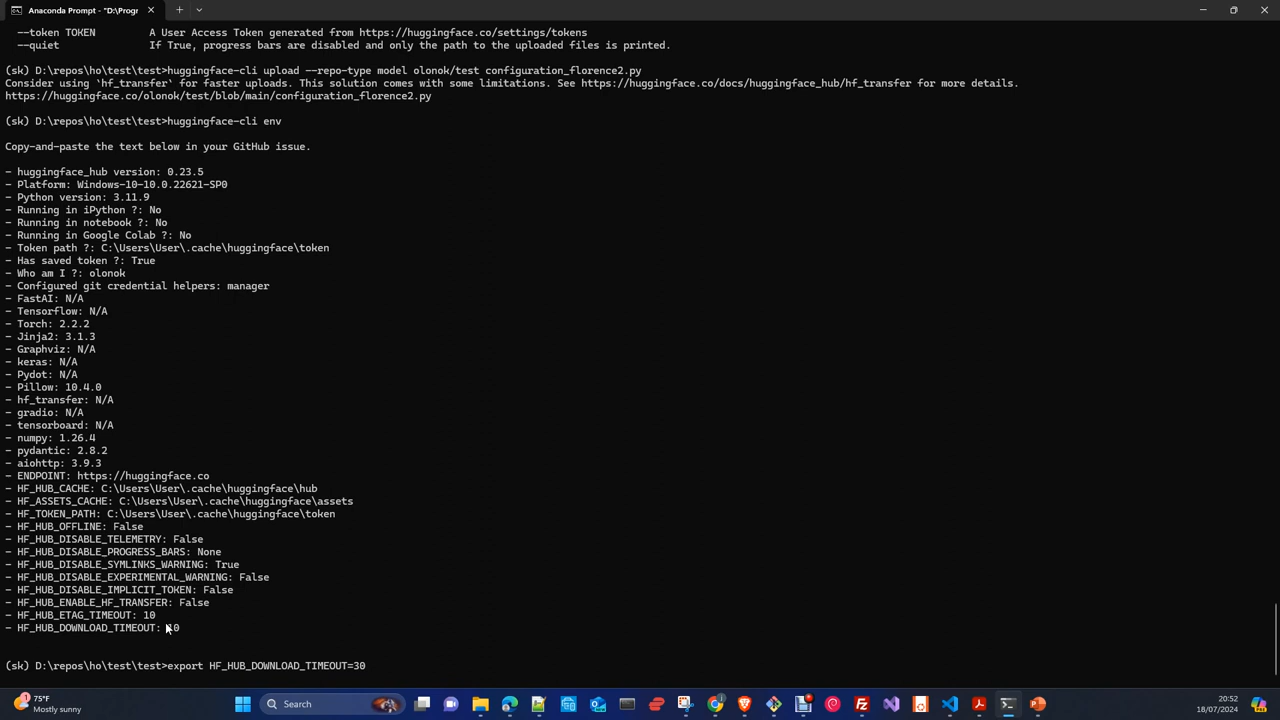 Anaconda Prompt - "D:\Progr
--token TOKEN A User Access Token generated from https://huggingface.co/settings/tokens
--quiet If True, progress bars are disabled and only the path to the uploaded files is printed.
(sk) D:\repos\ho\test\test>huggingface-cli upload --repo-type model olonok/test configuration_florence2.py
Consider using `hf_transfer` for faster uploads. This solution comes with some limitations. See https://huggingface.co/docs/huggingface_hub/hf_transfer for more details.
https://huggingface.co/olonok/test/blob/main/configuration_florence2.py
(sk) D:\repos\ho\test\test>huggingface-cli env
Copy-and-paste the text below in your GitHub issue.
- huggingface_hub version: 0.23.5
- Platform: Windows-10-10.0.22621-SP0
- Python version: 3.11.9
- Running in iPython ?: No
- Running in notebook ?: No
- Running in Google Colab ?: No
- Token path ?: C:\Users\User\.cache\huggingface\token
- Has saved token ?: True
- Who am I ?: olonok
- Configured git credential helpers: manager
- FastAI: N/A
- Tensorflow: N/A
- Torch: 2.2.2
- Jinja2: 3.1.3
- Graphviz: N/A
- keras: N/A
- Pydot: N/A
- Pillow: 10.4.0
- hf_transfer: N/A
- gradio: N/A
- tensorboard: N/A
- numpy: 1.26.4
- pydantic: 2.8.2
- aiohttp: 3.9.3
- ENDPOINT: https://huggingface.co
- HF_HUB_CACHE: C:\Users\User\.cache\huggingface\hub
- HF_ASSETS_CACHE: C:\Users\User\.cache\huggingface\assets
- HF_TOKEN_PATH: C:\Users\User\.cache\huggingface\token
- HF_HUB_OFFLINE: False
- HF_HUB_DISABLE_TELEMETRY: False
- HF_HUB_DISABLE_PROGRESS_BARS: None
- HF_HUB_DISABLE_SYMLINKS_WARNING: True
- HF_HUB_DISABLE_EXPERIMENTAL_WARNING: False
- HF_HUB_DISABLE_IMPLICIT_TOKEN: False
- HF_HUB_ENABLE_HF_TRANSFER: False
- HF_HUB_ETAG_TIMEOUT: 10
- HF_HUB_DOWNLOAD_TIMEOUT: 10
(sk) D:\repos\ho\test\test>export HF_HUB_DOWNLOAD_TIMEOUT=30
75°F
Mostly sunny
Search
20:52
18/07/2024